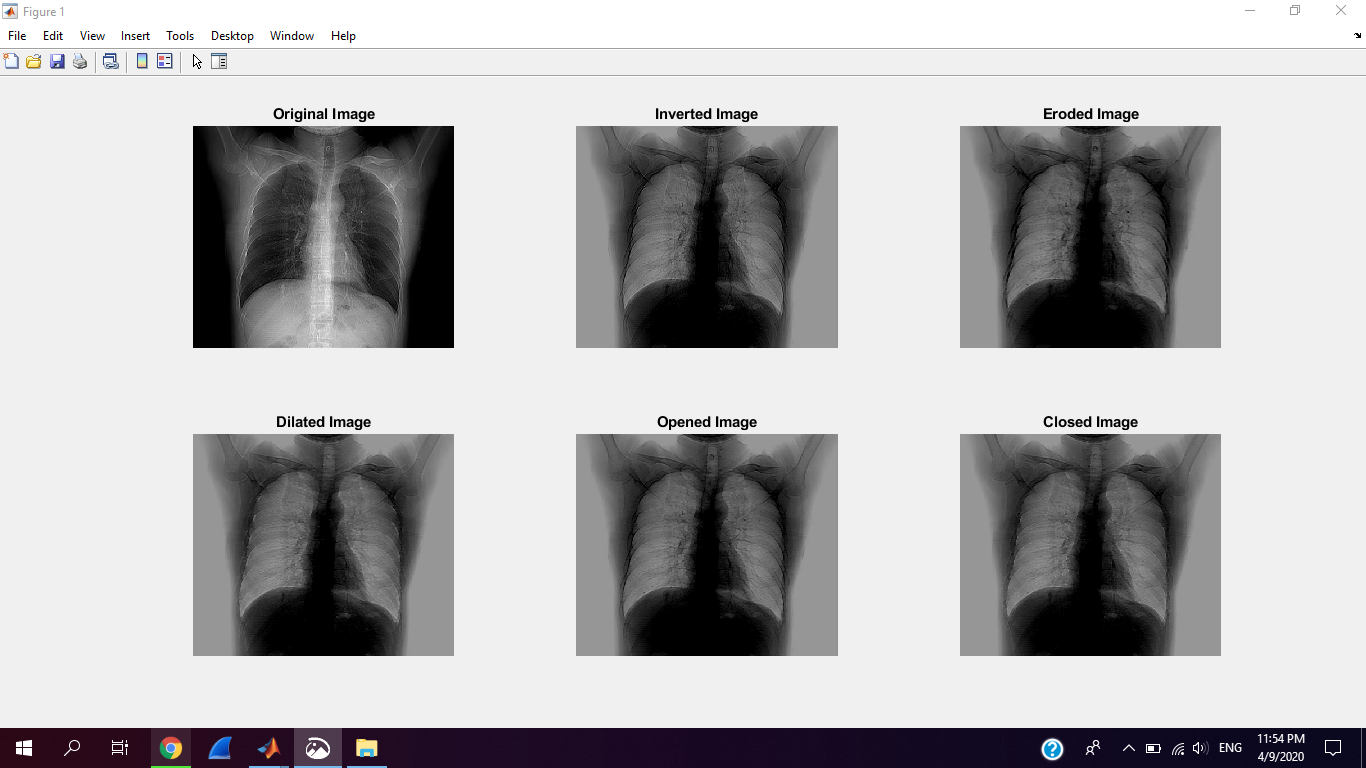 Figure 1
File Edit View Insert Tools Desktop Window Help
Original Image
Inverted Image
Eroded Image
Dilated Image
Opened Image
Closed Image
ENG
11:54 PM
4/9/2020